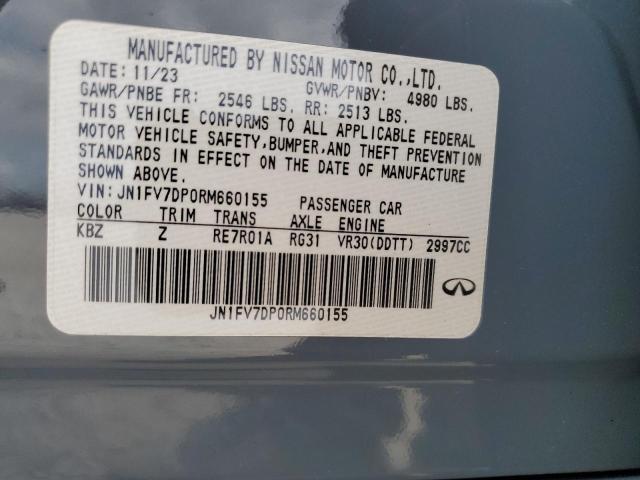 MANUFACTURED BY NISSAN MOTOR CO.,LTD.
DATE: 11/23 GVWR/PNBV: 4980 LBS.
GAWR/PNBE FR: 2546 LBS. RR: 2513 LBS.
THIS VEHICLE CONFORMS TO ALL APPLICABLE FEDERAL
MOTOR VEHICLE SAFETY, BUMPER, AND THEFT PREVENTION
STANDARDS IN EFFECT ON THE DATE OF MANUFACTURE
SHOWN ABOVE.
VIN: JN1FV7DP0RM660155 PASSENGER CAR
COLOR TRIM TRANS AXLE ENGINE
KBZ Z RE7R01A RG31 VR30(DDTT) 2997CC
JN1FV7DP0RM660155